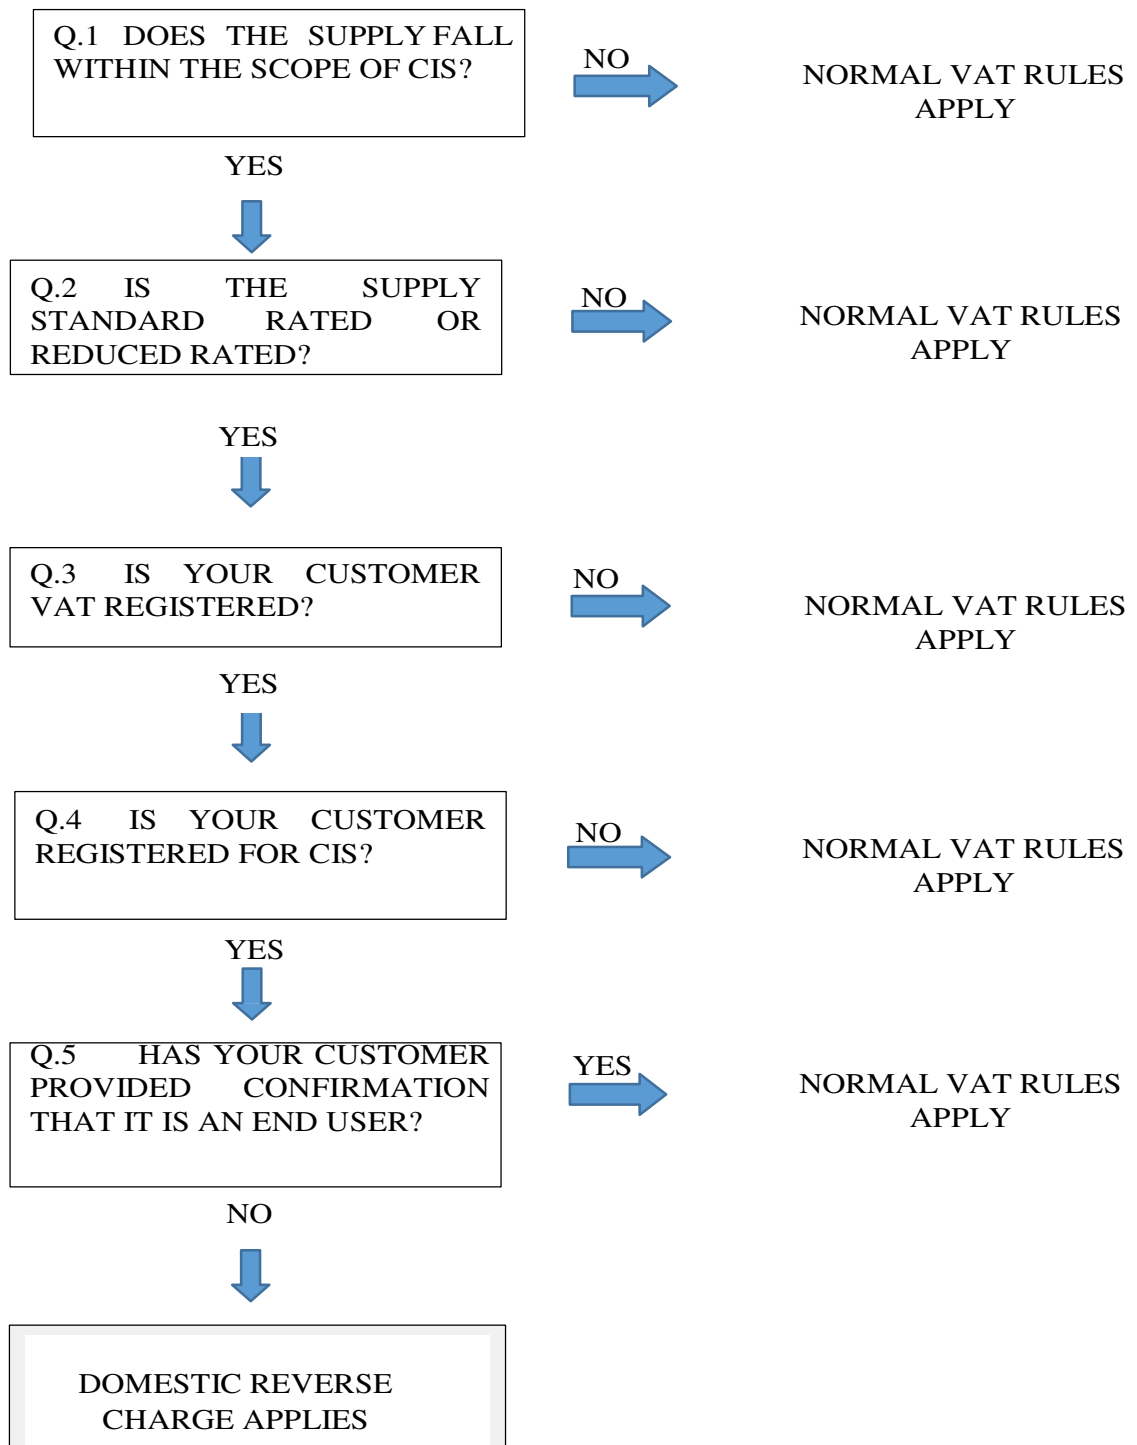 Q.1 DOES THE SUPPLY FALL
WITHIN THE SCOPE OF CIS?
NO
NORMAL VAT RULES
APPLY
YES
Q.2 IS THE SUPPLY
STANDARD RATED OR
REDUCED RATED?
NO
NORMAL VAT RULES
APPLY
YES
Q.3 IS YOUR CUSTOMER
VAT REGISTERED?
NO
NORMAL VAT RULES
APPLY
YES
Q.4 IS YOUR CUSTOMER
REGISTERED FOR CIS?
NO
NORMAL VAT RULES
APPLY
YES
Q.5 HAS YOUR CUSTOMER
PROVIDED CONFIRMATION
THAT IT IS AN END USER?
YES
NORMAL VAT RULES
APPLY
NO
DOMESTIC REVERSE
CHARGE APPLIES